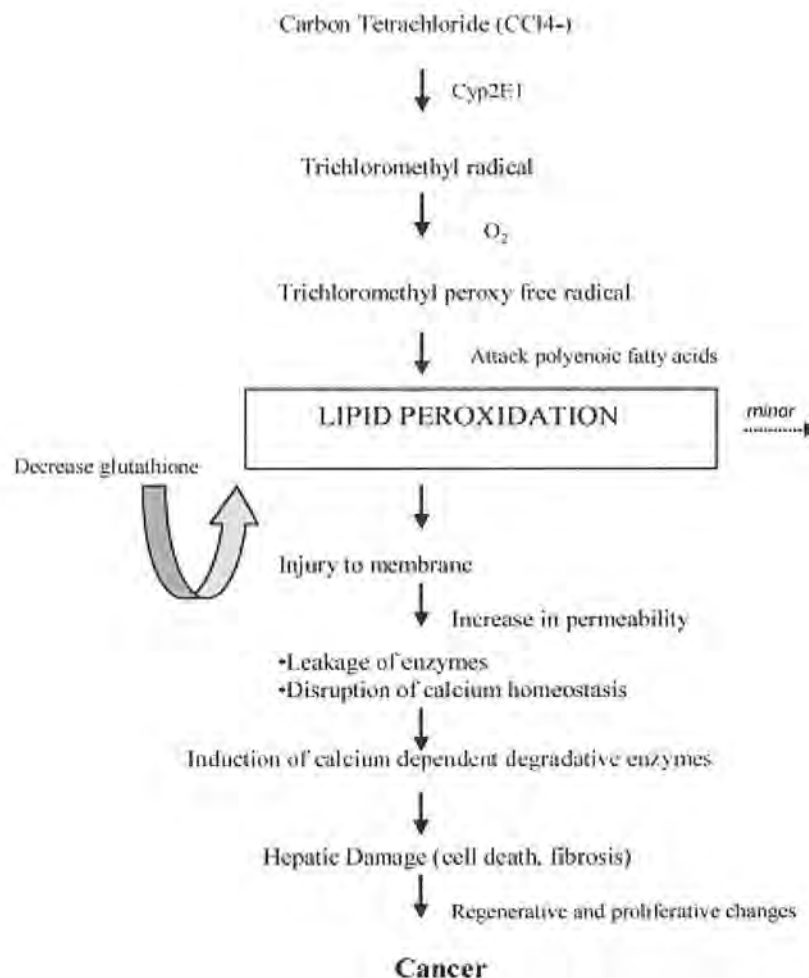 Carbon Tetrachloride (CCl4-)
Cyp2E1
Trichloromethyl radical
O₂
Trichloromethyl peroxy free radical
Attack polyenoic fatty acids
LIPID PEROXIDATION
minor
Decrease glutathione
Injury to membrane
Increase in permeability
•Leakage of enzymes
•Disruption of calcium homeostasis
Induction of calcium dependent degradative enzymes
Hepatic Damage (cell death, fibrosis)
Regenerative and proliferative changes
Cancer